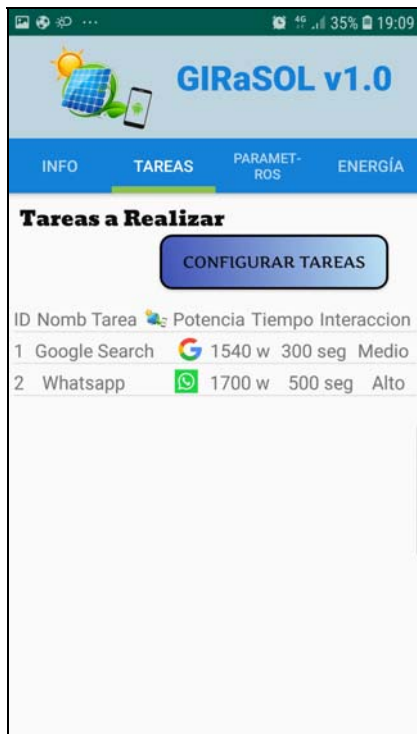 4G 35% 19:09
GIRaSOL v1.0
INFO TAREAS PARAMET-
ROS ENERGÍA
Tareas a Realizar
CONFIGURAR TAREAS
ID Nomb Tarea Potencia Tiempo Interaccion
1 Google Search G 1540 w 300 seg Medio
2 Whatsapp 1700 w 500 seg Alto